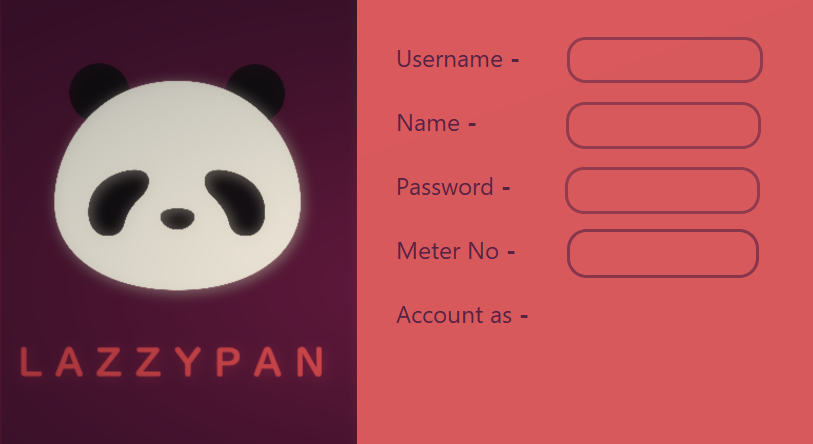 LAZZYPAN
Username -
Name -
Password -
Meter No -
Account as -